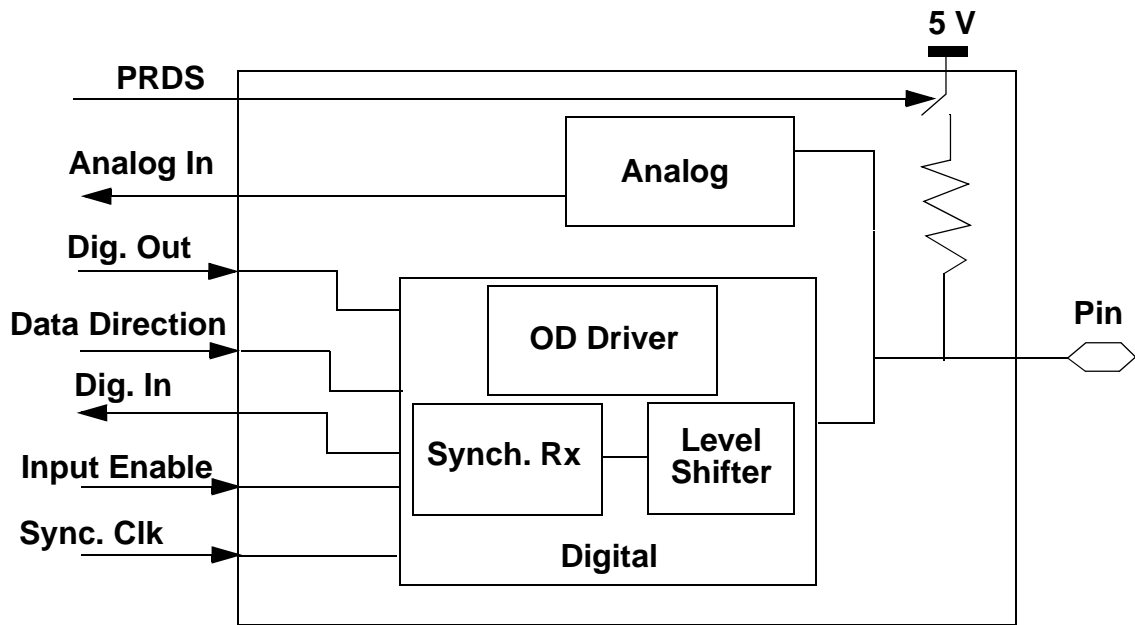 5 V
PRDS
Analog In
Analog
Dig. Out
Data Direction
OD Driver
Pin
Dig. In
Synch. Rx
Level
Shifter
Input Enable
Sync. Clk
Digital